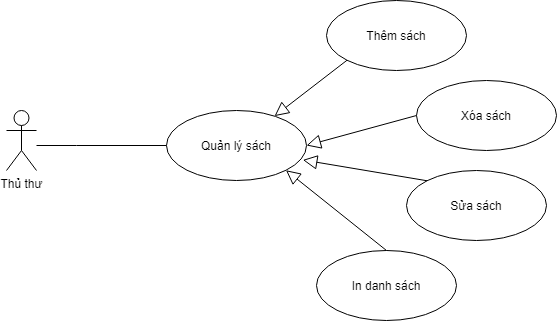 Thêm sách
Xóa sách
Quản lý sách
Thủ thư
Sửa sách
In danh sách